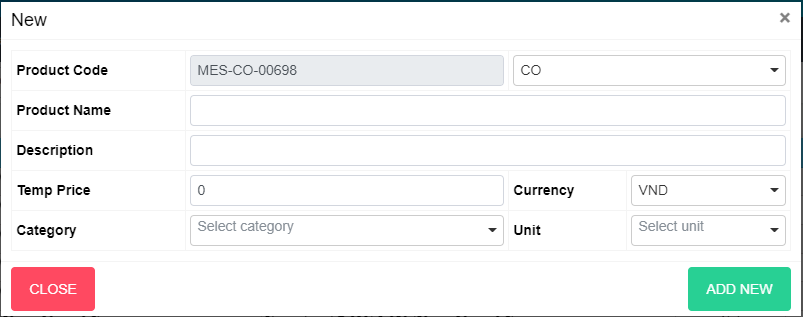 New ×
Product Code MES-CO-00698 CO
Product Name
Description
Temp Price 0 Currency VND
Category Select category Unit Select unit
CLOSE ADD NEW